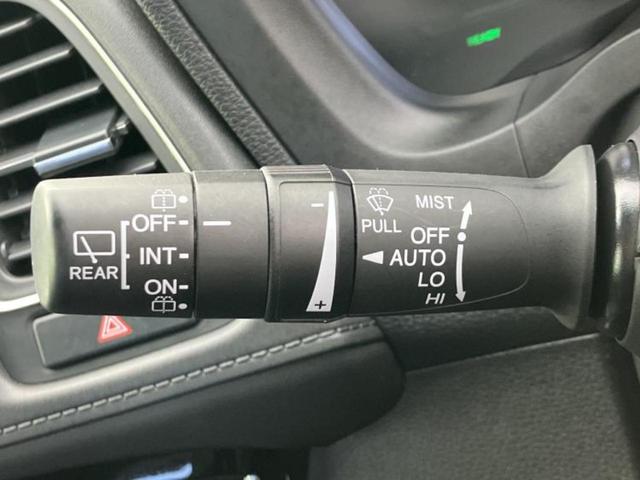 REAR
OFF
INT
ON
−
+
PULL
MIST
OFF
AUTO
LO
HI